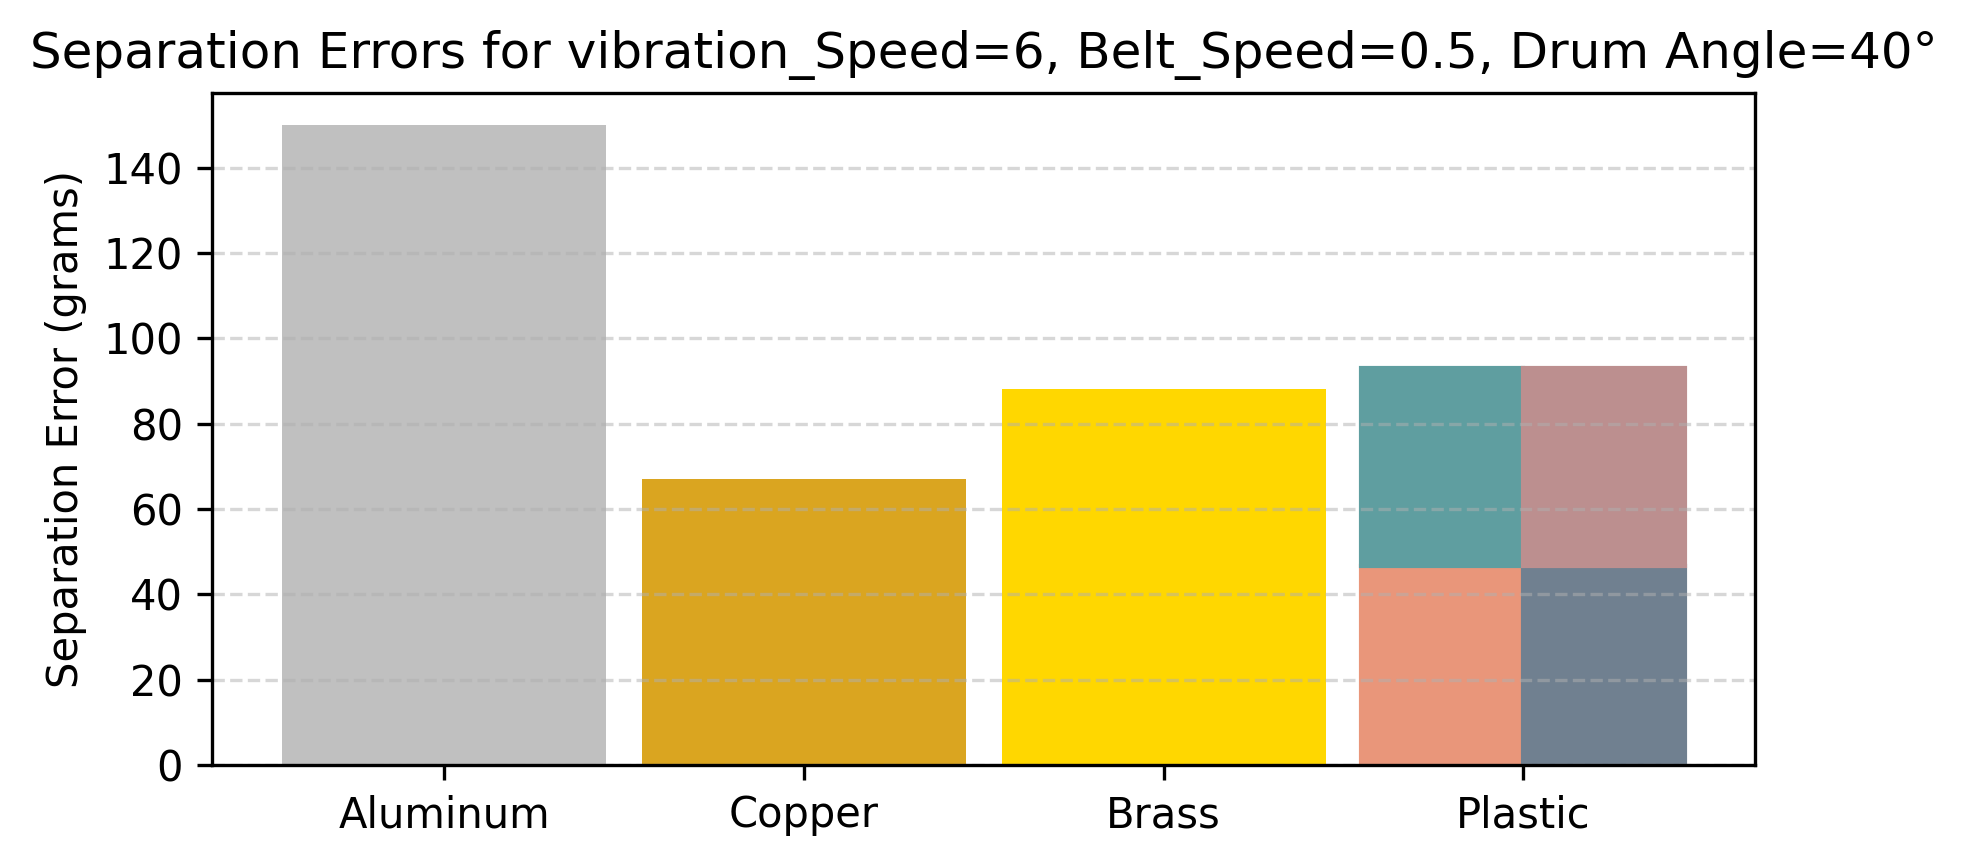 Separation Errors for vibration_Speed=6, Belt_Speed=0.5, Drum Angle=40°
Separation Error (grams)
140
120
100
80
60
40
20
0
Aluminum
Copper
Brass
Plastic